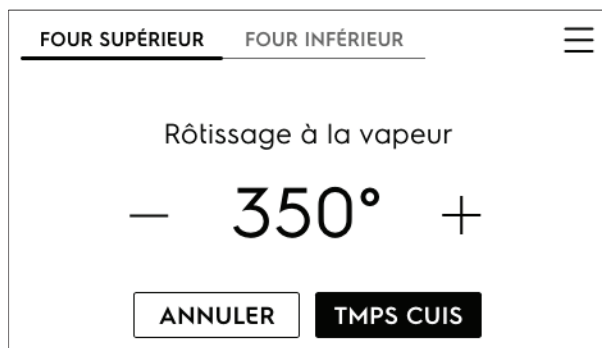 FOUR SUPÉRIEUR FOUR INFÉRIEUR
Rôtissage à la vapeur
— 350° +
ANNULER TMPS CUIS